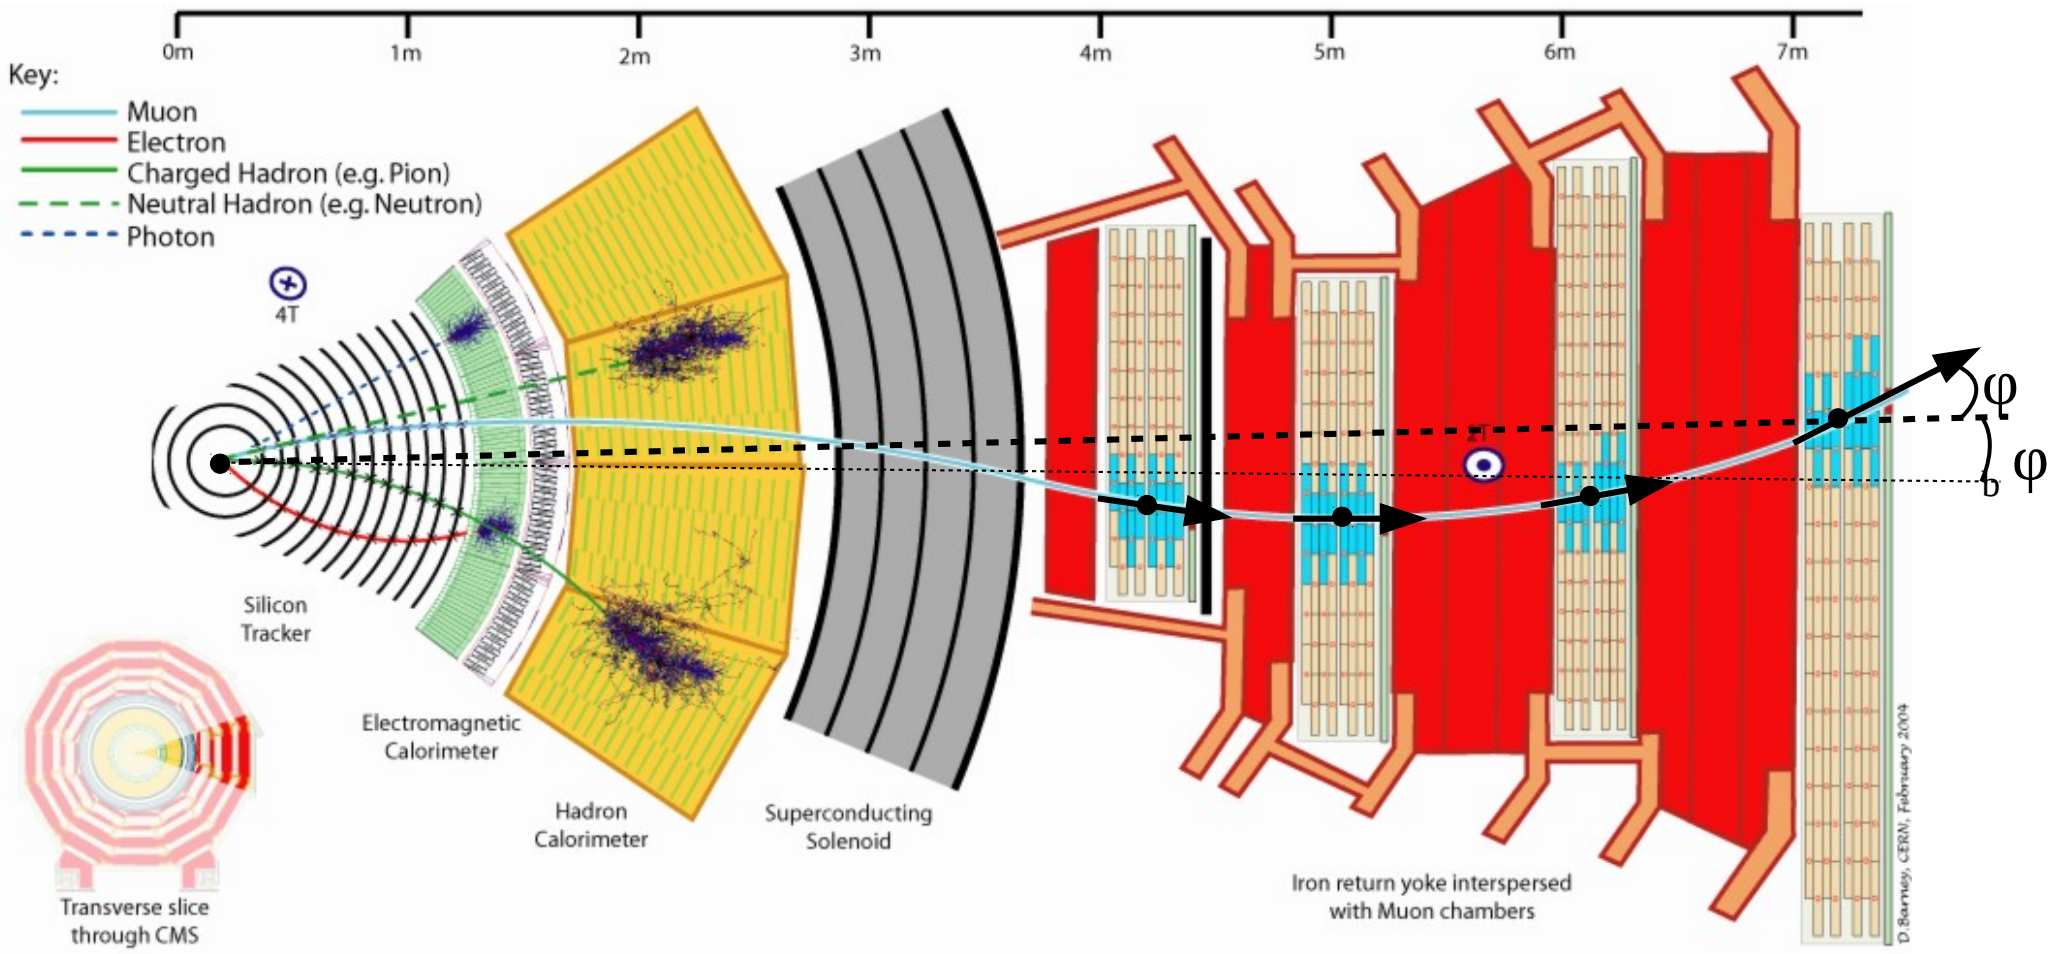 0m
1m
2m
3m
4m
5m
6m
7m
Key:
Muon
Electron
Charged Hadron (e.g. Pion)
Neutral Hadron (e.g. Neutron)
Photon
4T
2T
φ
φ
b
Silicon
Tracker
Electromagnetic
Calorimeter
Hadron
Calorimeter
Superconducting
Solenoid
Iron return yoke interspersed
with Muon chambers
Transverse slice
through CMS
D.Barney, CERN, February 2004